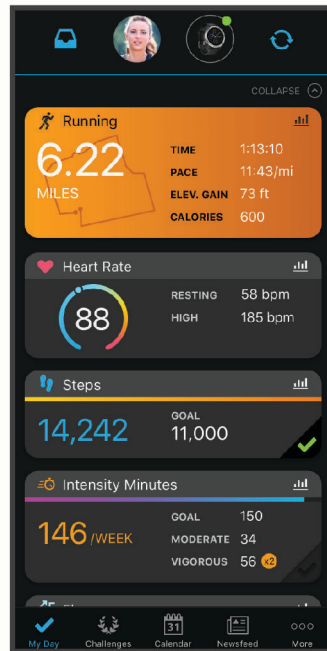 COLLAPSE
Running
6.22
MILES
TIME 1:13:10
PACE 11:43/mi
ELEV. GAIN 73 ft
CALORIES 600
Heart Rate
88
RESTING 58 bpm
HIGH 185 bpm
Steps
14,242
GOAL
11,000
Intensity Minutes
146 /WEEK
GOAL 150
MODERATE 34
VIGOROUS 56 x2
31
My Day Challenges Calendar Newsfeed More